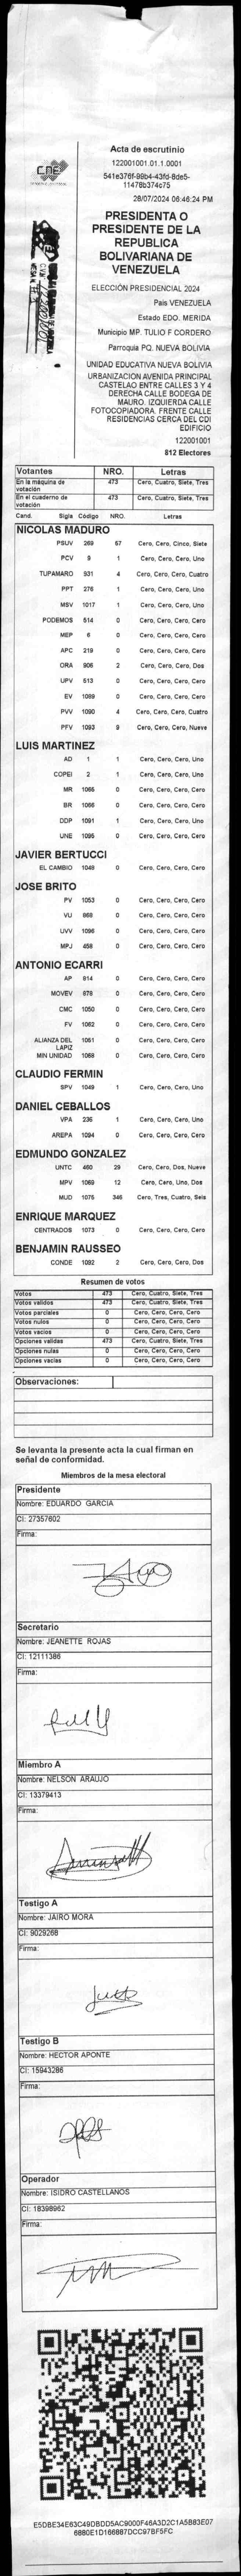 CNE
Acta de escrutinio
122001001.01.1.0001
541e376f-99b4-43fd-8de5-
11478b374c75
28/07/2024 06:46:24 PM
PRESIDENTA O
PRESIDENTE DE LA
REPUBLICA
BOLIVARIANA DE
VENEZUELA
ELECCIÓN PRESIDENCIAL 2024
Pais VENEZUELA
Estado EDO. MERIDA
Municipio MP. TULIO F CORDERO
Parroquia PQ. NUEVA BOLIVIA
UNIDAD EDUCATIVA NUEVA BOLIVIA
URBANIZACION AVENIDA PRINCIPAL
CASTELAO ENTRE CALLES 3 Y 4
DERECHA CALLE BODEGA DE
MAURO. IZQUIERDA CALLE
FOTOCOPIADORA. FRENTE CALLE
RESIDENCIAS CERCA DEL CDI
EDIFICIO
122001001
812 Electores
Votantes NRO. Letras
En la máquina de votación 473 Cero, Cuatro, Siete, Tres
En el cuaderno de votación 473 Cero, Cuatro, Siete, Tres
Cand. Sigla Código NRO. Letras
NICOLAS MADURO
PSUV 269 57 Cero, Cero, Cinco, Siete
PCV 9 1 Cero, Cero, Cero, Uno
TUPAMARO 931 4 Cero, Cero, Cero, Cuatro
PPT 276 1 Cero, Cero, Cero, Uno
MSV 1017 1 Cero, Cero, Cero, Uno
PODEMOS 514 0 Cero, Cero, Cero, Cero
MEP 6 0 Cero, Cero, Cero, Cero
APC 219 0 Cero, Cero, Cero, Cero
ORA 906 2 Cero, Cero, Cero, Dos
UPV 513 0 Cero, Cero, Cero, Cero
EV 1089 0 Cero, Cero, Cero, Cero
PVV 1090 4 Cero, Cero, Cero, Cuatro
PFV 1093 9 Cero, Cero, Cero, Nueve
LUIS MARTINEZ
AD 1 1 Cero, Cero, Cero, Uno
COPEI 2 1 Cero, Cero, Cero, Uno
MR 1065 0 Cero, Cero, Cero, Cero
BR 1066 0 Cero, Cero, Cero, Cero
DDP 1091 1 Cero, Cero, Cero, Uno
UNE 1095 0 Cero, Cero, Cero, Cero
JAVIER BERTUCCI
EL CAMBIO 1048 0 Cero, Cero, Cero, Cero
JOSE BRITO
PV 1053 0 Cero, Cero, Cero, Cero
VU 868 0 Cero, Cero, Cero, Cero
UVV 1096 0 Cero, Cero, Cero, Cero
MPJ 458 0 Cero, Cero, Cero, Cero
ANTONIO ECARRI
AP 814 0 Cero, Cero, Cero, Cero
MOVEV 978 0 Cero, Cero, Cero, Cero
CMC 1050 0 Cero, Cero, Cero, Cero
FV 1062 0 Cero, Cero, Cero, Cero
ALIANZA DEL LAPIZ 1061 0 Cero, Cero, Cero, Cero
MIN UNIDAD 1068 0 Cero, Cero, Cero, Cero
CLAUDIO FERMIN
SPV 1049 1 Cero, Cero, Cero, Uno
DANIEL CEBALLOS
VPA 236 1 Cero, Cero, Cero, Uno
AREPA 1094 0 Cero, Cero, Cero, Cero
EDMUNDO GONZALEZ
UNTC 460 29 Cero, Cero, Dos, Nueve
MPV 1069 12 Cero, Cero, Uno, Dos
MUD 1075 346 Cero, Tres, Cuatro, Seis
ENRIQUE MARQUEZ
CENTRADOS 1073 0 Cero, Cero, Cero, Cero
BENJAMIN RAUSSEO
CONDE 1092 2 Cero, Cero, Cero, Dos
Resumen de votos
Votos 473 Cero, Cuatro, Siete, Tres
Votos validos 473 Cero, Cuatro, Siete, Tres
Votos parciales 0 Cero, Cero, Cero, Cero
Votos nulos 0 Cero, Cero, Cero, Cero
Votos vacios 0 Cero, Cero, Cero, Cero
Opciones validas 473 Cero, Cuatro, Siete, Tres
Opciones nulas 0 Cero, Cero, Cero, Cero
Opciones vacias 0 Cero, Cero, Cero, Cero
Observaciones:
Se levanta la presente acta la cual firman en
señal de conformidad.
Miembros de la mesa electoral
Presidente
Nombre: EDUARDO GARCIA
CI: 27357602
Firma:
Secretario
Nombre: JEANETTE ROJAS
CI: 12111386
Firma:
Miembro A
Nombre: NELSON ARAUJO
CI: 13379413
Firma:
Testigo A
Nombre: JAIRO MORA
CI: 9029268
Firma:
Testigo B
Nombre: HECTOR APONTE
CI: 15943286
Firma:
Operador
Nombre: ISIDRO CASTELLANOS
CI: 18398962
Firma:
E5DBE34E63C49DBDD5AC9000F46A3D2C1A5B83E07
6880E1D166887DCC97BF5FC